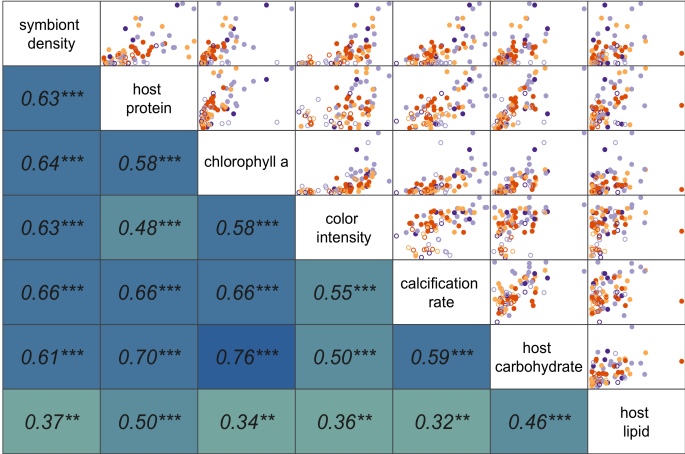 symbiont
density
0.63***
host
protein
0.64***
0.58***
chlorophyll a
0.63***
0.48***
0.58***
color
intensity
0.66***
0.66***
0.66***
0.55***
calcification
rate
0.61***
0.70***
0.76***
0.50***
0.59***
host
carbohydrate
0.37**
0.50***
0.34**
0.36**
0.32**
0.46***
host
lipid